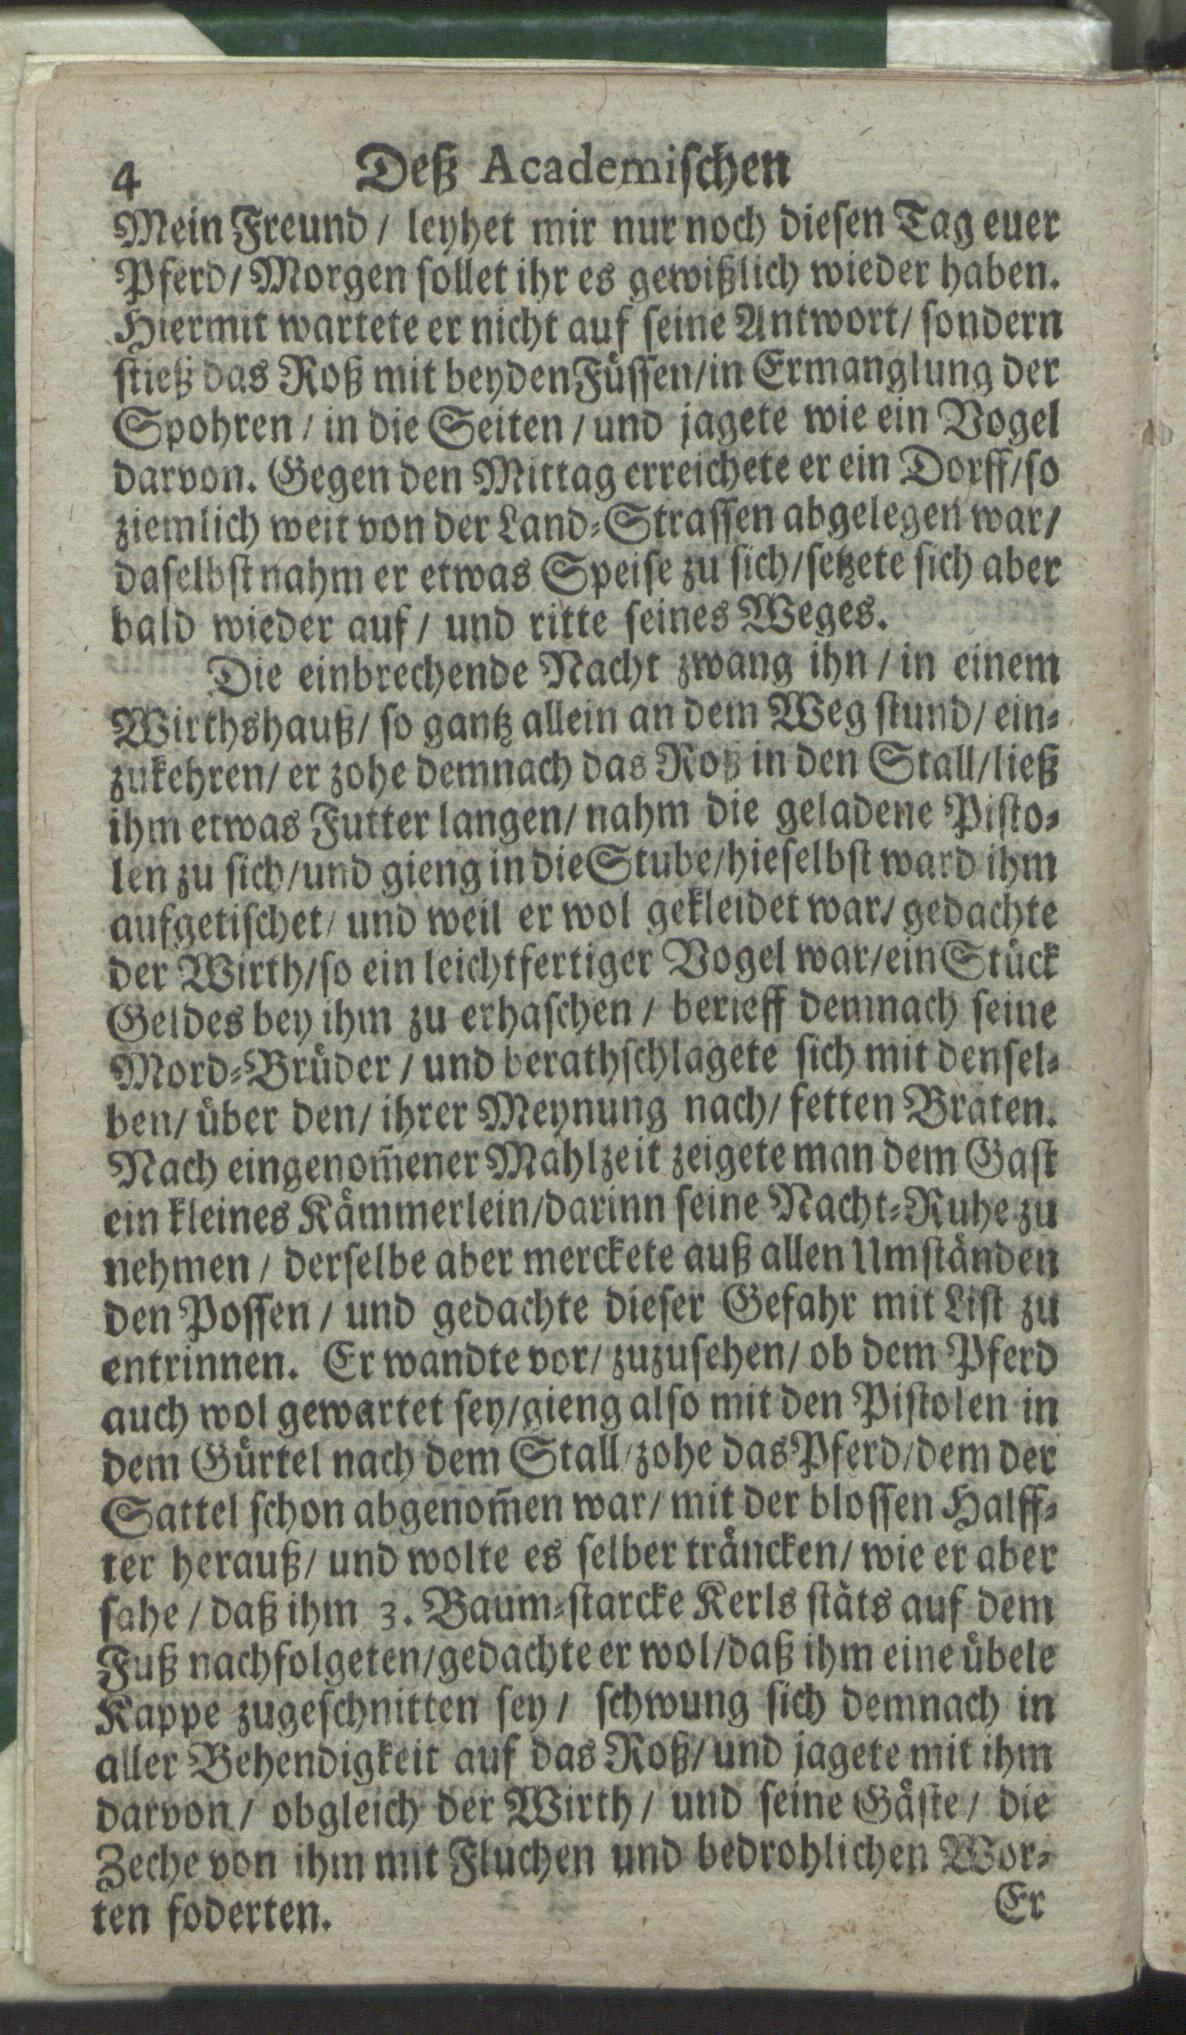 4 Deß Academischen
Mein Freund / leyhet mir nur noch diesen Tag euer
Pferd / Morgen sollet ihr es gewißlich wieder haben.
Hiermit wartete er nicht auf seine Antwort / sondern
stieß das Roß mit beyden Füssen / in Ermanglung der
Spohren / in die Seiten / und jagete wie ein Vogel
darvon. Gegen den Mittag erreichete er ein Dorff / so
ziemlich weit von der Land-Strassen abgelegen war /
daselbst nahm er etwas Speise zu sich / setzete sich aber
bald wieder auf / und ritte seines Weges.
Die einbrechende Nacht zwang ihn / in einem
Wirthshauß / so gantz allein an dem Weg stund / ein-
zukehren / er zohe demnach das Roß in den Stall / ließ
ihm etwas Futter langen / nahm die geladene Pisto-
len zu sich / und gieng in die Stube / hieselbst ward ihm
aufgetischet / und weil er wol gekleidet war / gedachte
der Wirth / so ein leichtfertiger Vogel war / ein Stück
Geldes bey ihm zu erhaschen / berieff demnach seine
Mord-Brüder / und berathschlagete sich mit densel-
ben / über den / ihrer Meynung nach / fetten Braten.
Nach eingenom̃ener Mahlzeit zeigete man dem Gast
ein kleines Kämmerlein / darinn seine Nacht-Ruhe zu
nehmen / derselbe aber merckete auß allen Umständen
den Possen / und gedachte dieser Gefahr mit List zu
entrinnen. Er wandte vor / zuzusehen / ob dem Pferd
auch wol gewartet sey / gieng also mit den Pistolen in
dem Gürtel nach dem Stall / zohe das Pferd / dem der
Sattel schon abgenom̃en war / mit der blossen Halff-
ter herauß / und wolte es selber träncken / wie er aber
sahe / daß ihm 3. Baum-starcke Kerls stäts auf dem
Fuß nachfolgeten / gedachte er wol / daß ihm eine übele
Kappe zugeschnitten sey / schwung sich demnach in
aller Behendigkeit auf das Roß / und jagete mit ihm
darvon / obgleich der Wirth / und seine Gäste / die
Zeche von ihm mit Fluchen und bedrohlichen Wor-
ten foderten.
Er